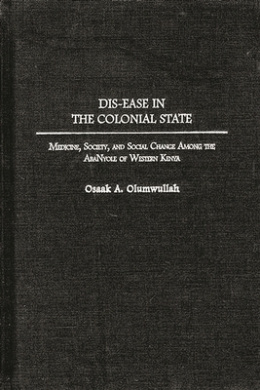 DIS-EASE IN
THE COLONIAL STATE
MEDICINE, SOCIETY, AND SOCIAL CHANGE AMONG THE
ABANYOLE OF WESTERN KENYA
Osaak A. Olumwullah